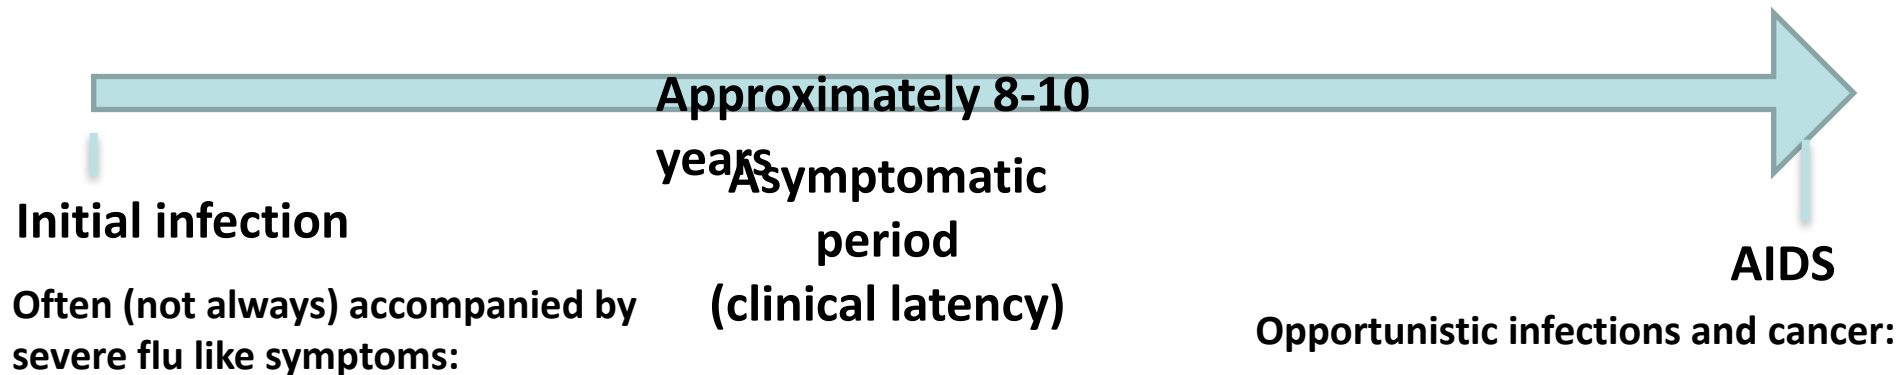 Approximately 8-10
years
Initial infection
Often (not always) accompanied by
severe flu like symptoms:
Asymptomatic
period
(clinical latency)
AIDS
Opportunistic infections and cancer: